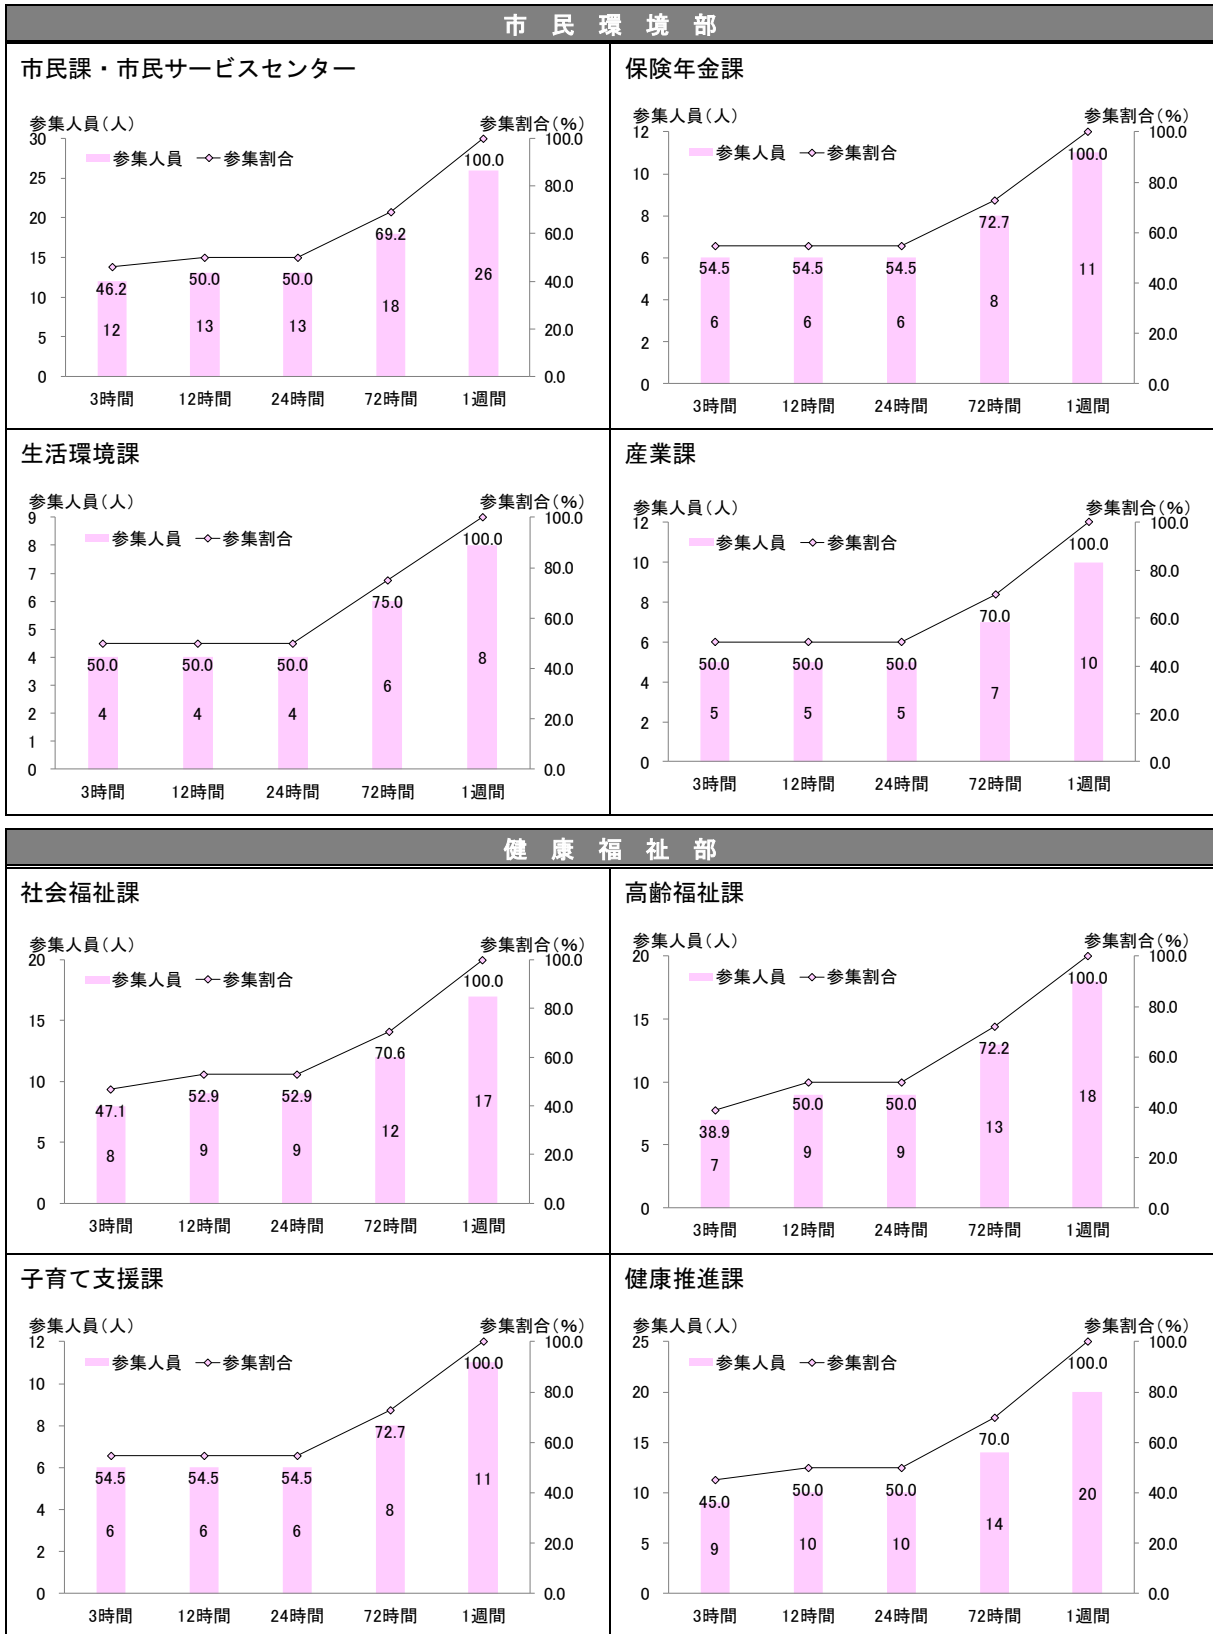 市民環境部
市民課・市民サービスセンター
参集人員(人)
参集割合(%)
参集人員 参集割合
30
25
20
15
10
5
0
100.0
80.0
60.0
40.0
20.0
0.0
46.2 50.0 50.0 69.2 100.0
12 13 13 18 26
3時間 12時間 24時間 72時間 1週間
保険年金課
参集人員(人)
参集割合(%)
参集人員 参集割合
12
10
8
6
4
2
0
100.0
80.0
60.0
40.0
20.0
0.0
54.5 54.5 54.5 72.7 100.0
6 6 6 8 11
3時間 12時間 24時間 72時間 1週間
生活環境課
参集人員(人)
参集割合(%)
参集人員 参集割合
9
8
7
6
5
4
3
2
1
0
100.0
80.0
60.0
40.0
20.0
0.0
50.0 50.0 50.0 75.0 100.0
4 4 4 6 8
3時間 12時間 24時間 72時間 1週間
産業課
参集人員(人)
参集割合(%)
参集人員 参集割合
12
10
8
6
4
2
0
100.0
80.0
60.0
40.0
20.0
0.0
50.0 50.0 50.0 70.0 100.0
5 5 5 7 10
3時間 12時間 24時間 72時間 1週間
健康福祉部
社会福祉課
参集人員(人)
参集割合(%)
参集人員 参集割合
20
15
10
5
0
100.0
80.0
60.0
40.0
20.0
0.0
47.1 52.9 52.9 70.6 100.0
8 9 9 12 17
3時間 12時間 24時間 72時間 1週間
高齢福祉課
参集人員(人)
参集割合(%)
参集人員 参集割合
20
15
10
5
0
100.0
80.0
60.0
40.0
20.0
0.0
38.9 50.0 50.0 72.2 100.0
7 9 9 13 18
3時間 12時間 24時間 72時間 1週間
子育て支援課
参集人員(人)
参集割合(%)
参集人員 参集割合
12
10
8
6
4
2
0
100.0
80.0
60.0
40.0
20.0
0.0
54.5 54.5 54.5 72.7 100.0
6 6 6 8 11
3時間 12時間 24時間 72時間 1週間
健康推進課
参集人員(人)
参集割合(%)
参集人員 参集割合
25
20
15
10
5
0
100.0
80.0
60.0
40.0
20.0
0.0
45.0 50.0 50.0 70.0 100.0
9 10 10 14 20
3時間 12時間 24時間 72時間 1週間